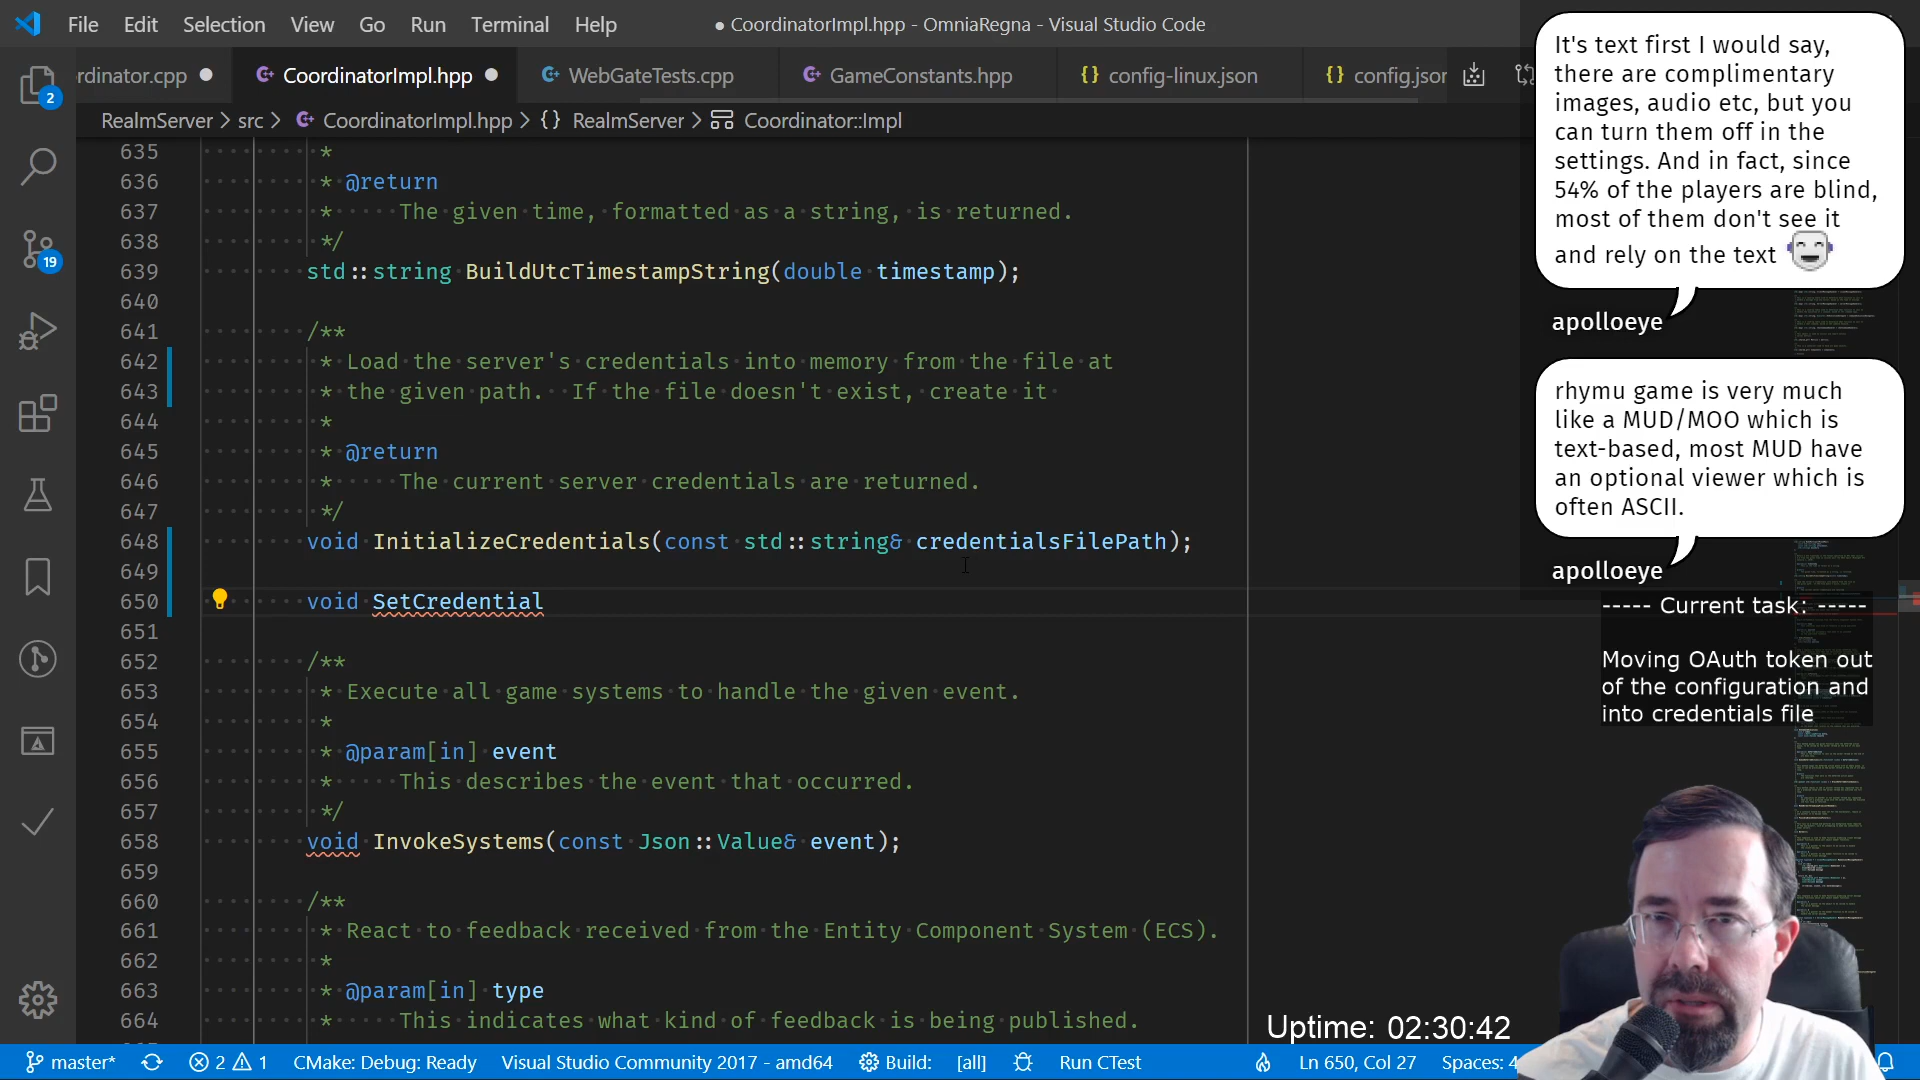 File Edit Selection View Go Run Terminal Help
● CoordinatorImpl.hpp - OmniaRegna - Visual Studio Code
rdinator.cpp ●
CoordinatorImpl.hpp ●
WebGateTests.cpp
GameConstants.hpp
{} config-linux.json
{} config.jsor
RealmServer > src > CoordinatorImpl.hpp > {} RealmServer > Coordinator::Impl
635 *
636 * @return
637 * The given time, formatted as a string, is returned.
638 */
639 std::string BuildUtcTimestampString(double timestamp);
640
641 /**
642 * Load the server's credentials into memory from the file at
643 * the given path. If the file doesn't exist, create it
644 *
645 * @return
646 * The current server credentials are returned.
647 */
648 void InitializeCredentials(const std::string& credentialsFilePath);
649
650 void SetCredential
651
652 /**
653 * Execute all game systems to handle the given event.
654 *
655 * @param[in] event
656 * This describes the event that occurred.
657 */
658 void InvokeSystems(const Json::Value& event);
659
660 /**
661 * React to feedback received from the Entity Component System (ECS).
662 *
663 * @param[in] type
664 * This indicates what kind of feedback is being published.
2
19
It's text first I would say,
there are complimentary
images, audio etc, but you
can turn them off in the
settings. And in fact, since
54% of the players are blind,
most of them don't see it
and rely on the text
apolloeye
rhymu game is very much
like a MUD/MOO which is
text-based, most MUD have
an optional viewer which is
often ASCII.
apolloeye
----- Current task: -----
Moving OAuth token out
of the configuration and
into credentials file
Uptime: 02:30:42
master* 2 1 CMake: Debug: Ready Visual Studio Community 2017 - amd64 Build: [all] Run CTest Ln 650, Col 27 Spaces: 4